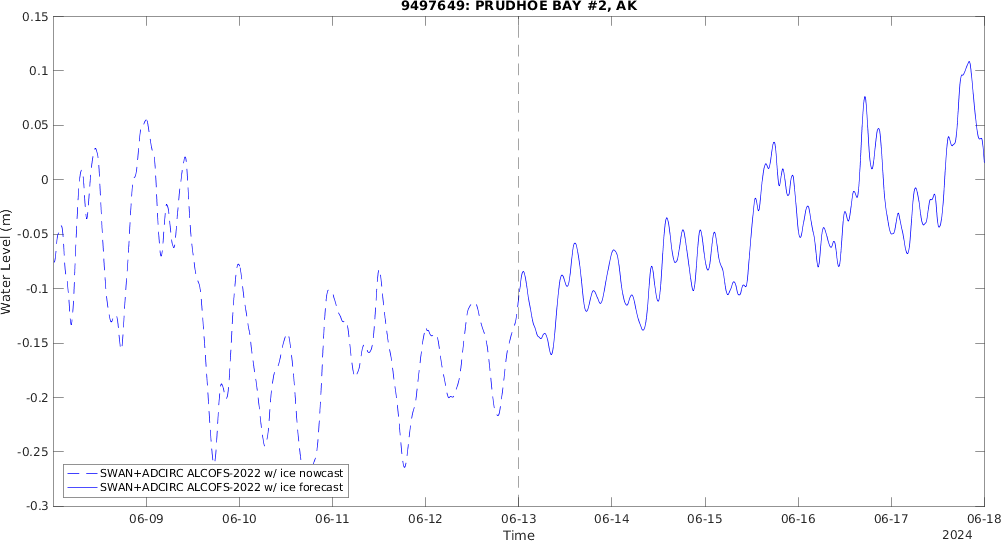 9497649: PRUDHOE BAY #2, AK
0.15
0.1
0.05
0
-0.05
-0.1
-0.15
-0.2
-0.25
-0.3
Water Level (m)
SWAN+ADCIRC ALCOFS-2022 w/ ice nowcast
SWAN+ADCIRC ALCOFS-2022 w/ ice forecast
06-09 06-10 06-11 06-12 06-13 06-14 06-15 06-16 06-17 06-18
Time
2024